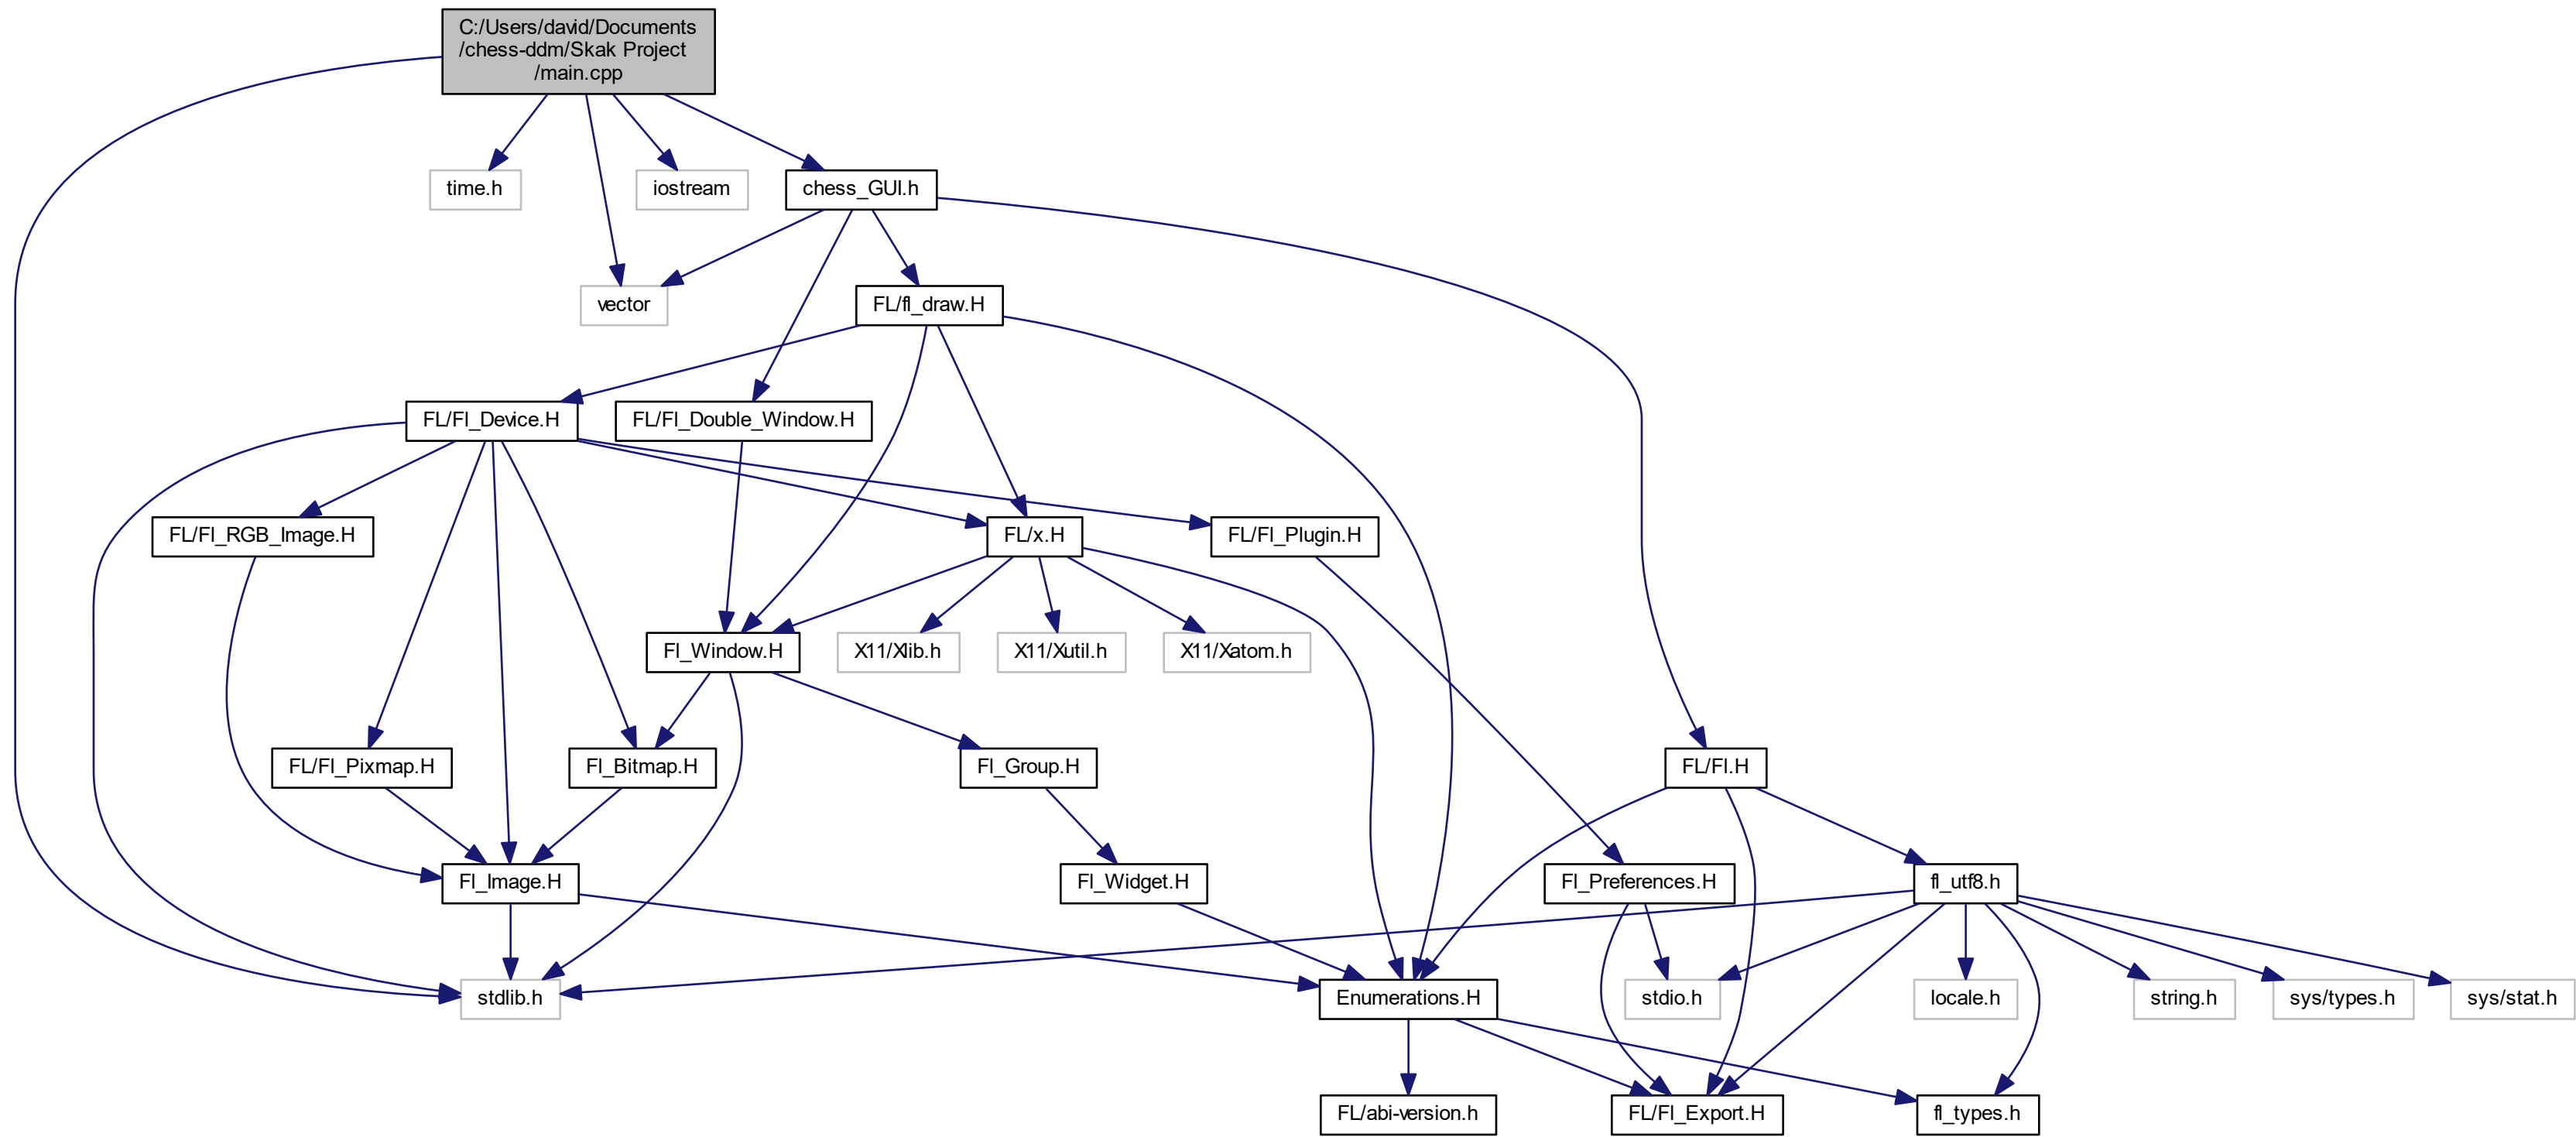 C:/Users/david/Documents
/chess-ddm/Skak Project
/main.cpp
time.h
iostream
chess_GUI.h
vector
FL/fl_draw.H
FL/Fl_Device.H
FL/Fl_Double_Window.H
FL/Fl_RGB_Image.H
FL/x.H
FL/Fl_Plugin.H
Fl_Window.H
X11/Xlib.h
X11/Xutil.h
X11/Xatom.h
FL/Fl_Pixmap.H
Fl_Bitmap.H
Fl_Group.H
FL/Fl.H
Fl_Image.H
Fl_Widget.H
Fl_Preferences.H
fl_utf8.h
stdlib.h
Enumerations.H
stdio.h
locale.h
string.h
sys/types.h
sys/stat.h
FL/abi-version.h
FL/Fl_Export.H
fl_types.h